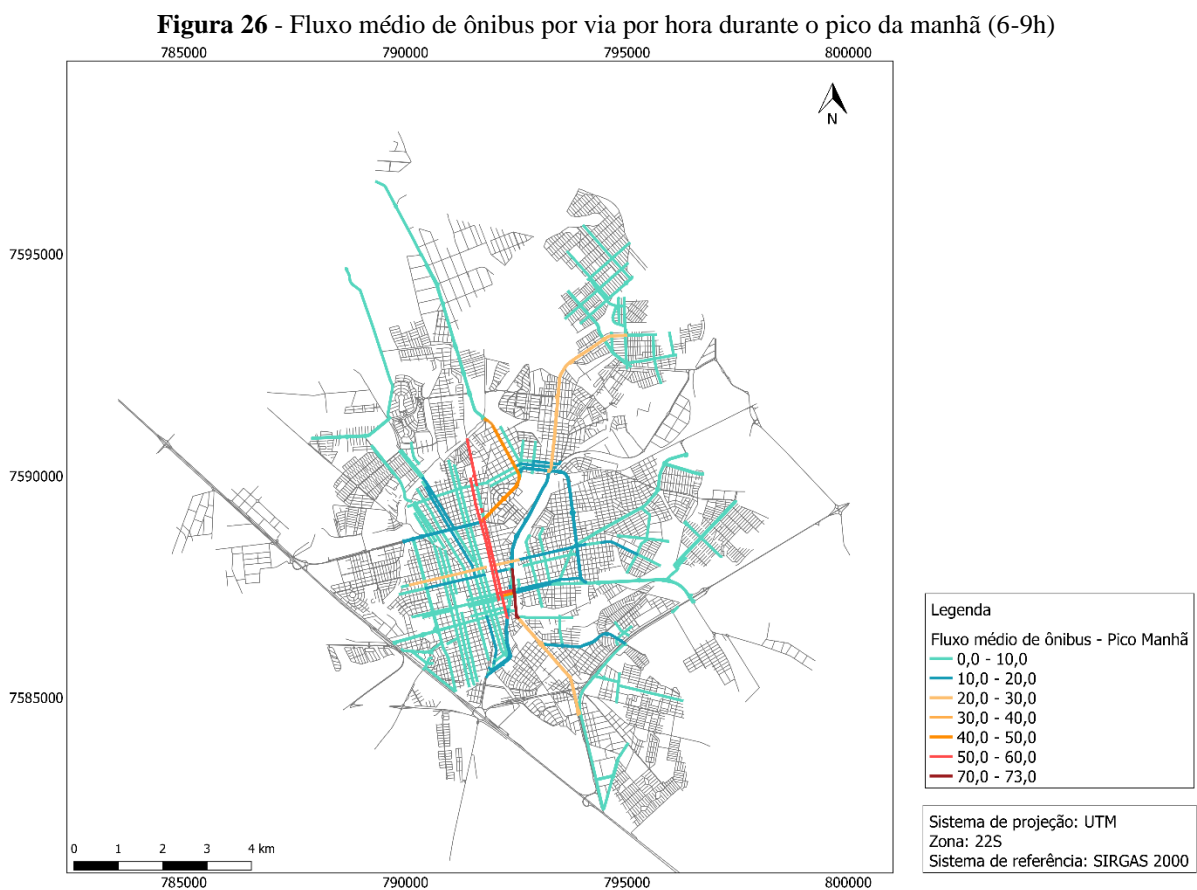 Figura 26 - Fluxo médio de ônibus por via por hora durante o pico da manhã (6-9h)
785000 790000 795000 800000
N
7595000
7590000
7585000
0 1 2 3 4 km
785000 790000 795000 800000
Legenda
Fluxo médio de ônibus - Pico Manhã
0,0 - 10,0
10,0 - 20,0
20,0 - 30,0
30,0 - 40,0
40,0 - 50,0
50,0 - 60,0
70,0 - 73,0
Sistema de projeção: UTM
Zona: 22S
Sistema de referência: SIRGAS 2000